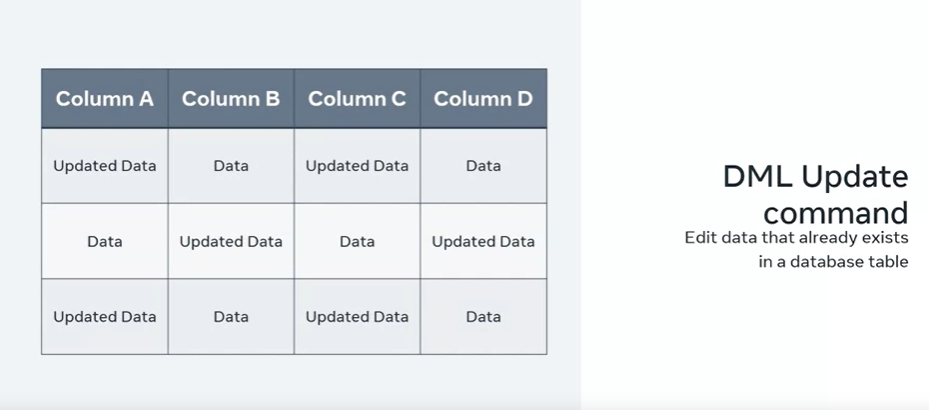 Column A Column B Column C Column D
Updated Data Data Updated Data Data
Data Updated Data Data Updated Data
Updated Data Data Updated Data Data
DML Update
command
Edit data that already exists
in a database table